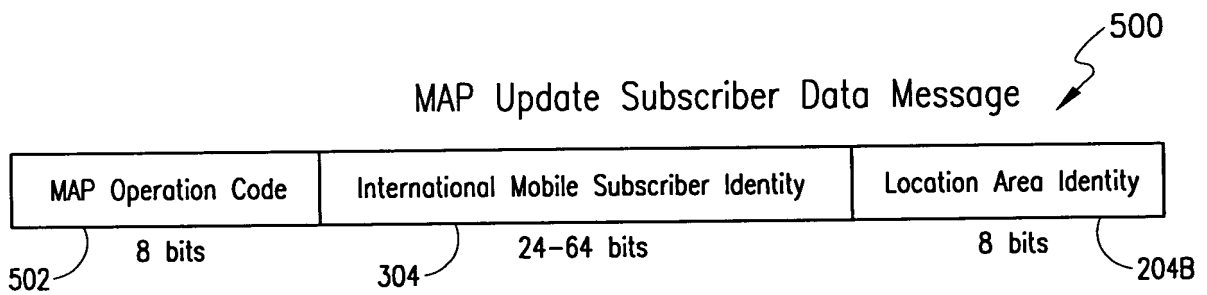 500
MAP Update Subscriber Data Message
MAP Operation Code International Mobile Subscriber Identity Location Area Identity
8 bits 24-64 bits 8 bits
502 304 204B